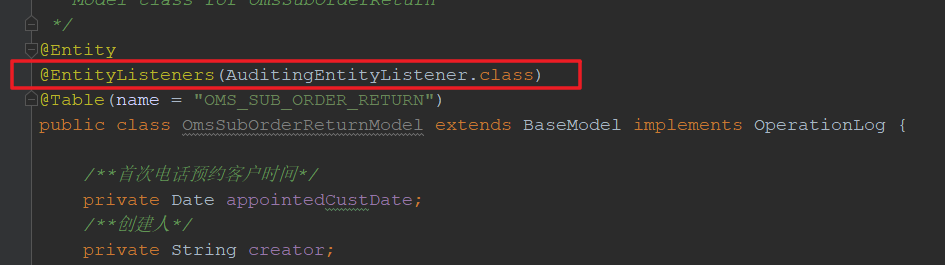 Model class for OmsSubOrderReturn
*/
@Entity
@EntityListeners(AuditingEntityListener.class)
@Table(name = "OMS_SUB_ORDER_RETURN")
public class OmsSubOrderReturnModel extends BaseModel implements OperationLog {
/**首次电话预约客户时间*/
private Date appointedCustDate;
/**创建人*/
private String creator;